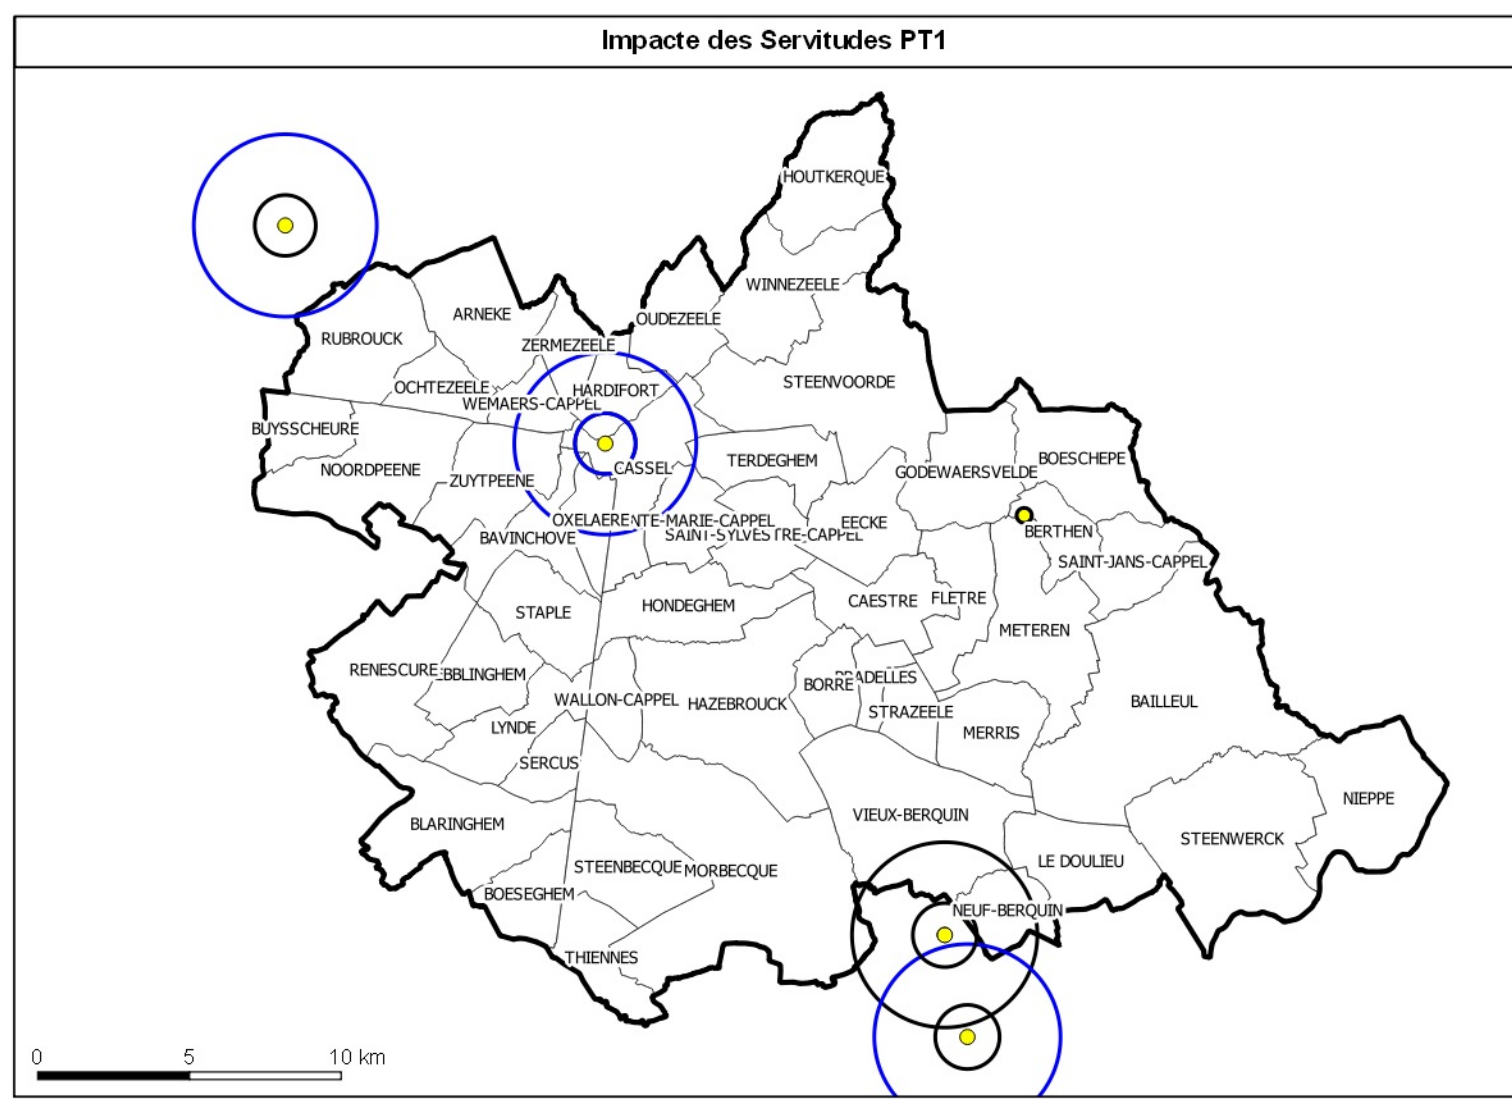 Impacte des Servitudes PT1
HOUTKERQUE
WINNEZEELE
ARNEKE
OUDEZEELE
RUBROUCK
ZERMEZEELE
STEENVOORDE
OCHTEZEELE
HARDIFORT
WEMAERS-CAPPEL
BUYSSCHEURE
BOESCHEPE
TERDEGHEM
NOORDPEENE
CASSEL
GODEWAERSVELDE
ZUYTPEENE
OXELAERE
NTE-MARIE-CAPPEL
EECKE
BERTHEN
BAVINCHOVE
SAINT-SYLVESTRE-CAPPEL
SAINT-JANS-CAPPEL
FLETRE
CAESTRE
HONDEGHEM
STAPLE
METEREN
RENESCURE
EBBLINGHEM
PRADELLES
BORRE
WALLON-CAPPEL
HAZEBROUCK
BAILLEUL
STRAZEELE
LYNDE
MERRIS
SERCUS
NIEPPE
VIEUX-BERQUIN
BLARINGHEM
STEENWERCK
LE DOULIEU
STEENBECQUE
MORBECQUE
BOESEGHEM
NEUF-BERQUIN
THIENNES
0 5 10 km